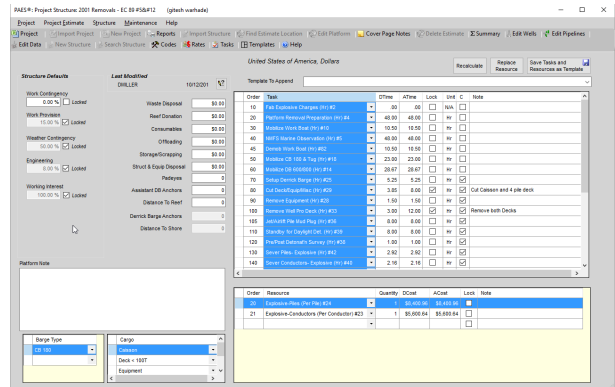 PAES®: Project Structure: 2001 Removals - EC 89 #5&#12 (gitesh warhade)
Project Project Estimate Structure Maintenance Help
Project Import Project New Project Reports Import Structure Find Estimate Location Edit Platform Cover Page Notes Delete Estimate Σ Summary Edit Wells Edit Pipelines
Edit Data New Structure Search Structure Codes Rates Tasks Templates Help
United States of America, Dollars
Recalculate
Replace Resource
Save Tasks and Resources as Template
Structure Defaults
Last Modified
DMILLER 10/12/201
Template To Append
Work Contingency
0.00 % Locked
Work Provision
15.00 % Locked
Weather Contingency
50.00 % Locked
Engineering
8.00 % Locked
Working Interest
100.00 % Locked
Waste Disposal $0.00
Reef Donation $0.00
Consumables $0.00
Offloading $0.00
Storage/Scrapping $0.00
Struct & Equip Disposal $0.00
Padeyes 0
Assistant DB Anchors 0
Distance To Reef 0
Derrick Barge Anchors 0
Distance To Shore 0
Order Task DTime ATime Lock Unit C Note
10 Fab Explosive Charges (Hr) #2 .00 .00 N/A
20 Platform Removal Preparation (Hr) #4 48.00 48.00 Hr
30 Mobilize Work Boat (Hr) #10 10.50 10.50 Hr
40 NMFS Marine Observation (Hr) #5 48.00 48.00 Hr
45 Demob Work Boat (Hr) #52 10.50 10.50 Hr
50 Mobilize CB 100 & Tug (Hr) #10 23.00 23.00 Hr
60 Mobilize DB 600/800 (Hr) #14 28.67 28.67 Hr
70 Setup Derrick Barge (Hr) #25 5.25 5.25 Hr
80 Cut Deck/Equip/Misc (Hr) #29 3.85 8.00 Hr Cut Caisson and 4 pile deck
90 Remove Equipment (Hr) #28 1.50 1.50 Hr
100 Remove Well Pro Deck (Hr) #33 3.00 12.00 Hr Remove both Decks
105 Jet/Airlift Pile Mud Plug (Hr) #36 8.00 8.00 Hr
110 Standby for Daylight Det. (Hr) #39 8.00 8.00 Hr
120 Pre/Post Detonat'n Survey (Hr) #38 1.00 1.00 Hr
130 Sever Piles- Explosive (Hr) #42 2.92 2.92 Hr
140 Sever Conductors- Explosive (Hr) #40 2.16 2.16 Hr
Platform Note
Order Resource Quantity DCost ACost Lock Note
20 Explosive-Piles (Per Pile) #24 1 $8,400.96 $8,400.96
21 Explosive-Conductors (Per Conductor) #23 1 $5,600.64 $5,600.64
Barge Type
CB 100
Cargo
Caisson
Deck < 100T
Equipment